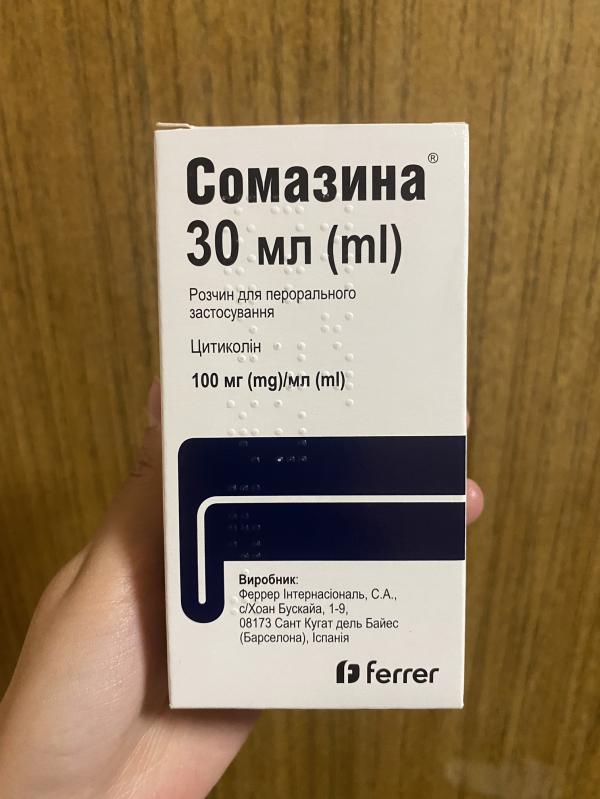 Сомазина®
30 мл (ml)
Розчин для перорального
застосування
Цитиколін
100 мг (mg)/мл (ml)
Виробник:
Феррер Інтернасіональ, С.А.,
с/Хоан Бускайа, 1-9,
08173 Сант Кугат дель Байес
(Барселона), Іспанія
ferrer